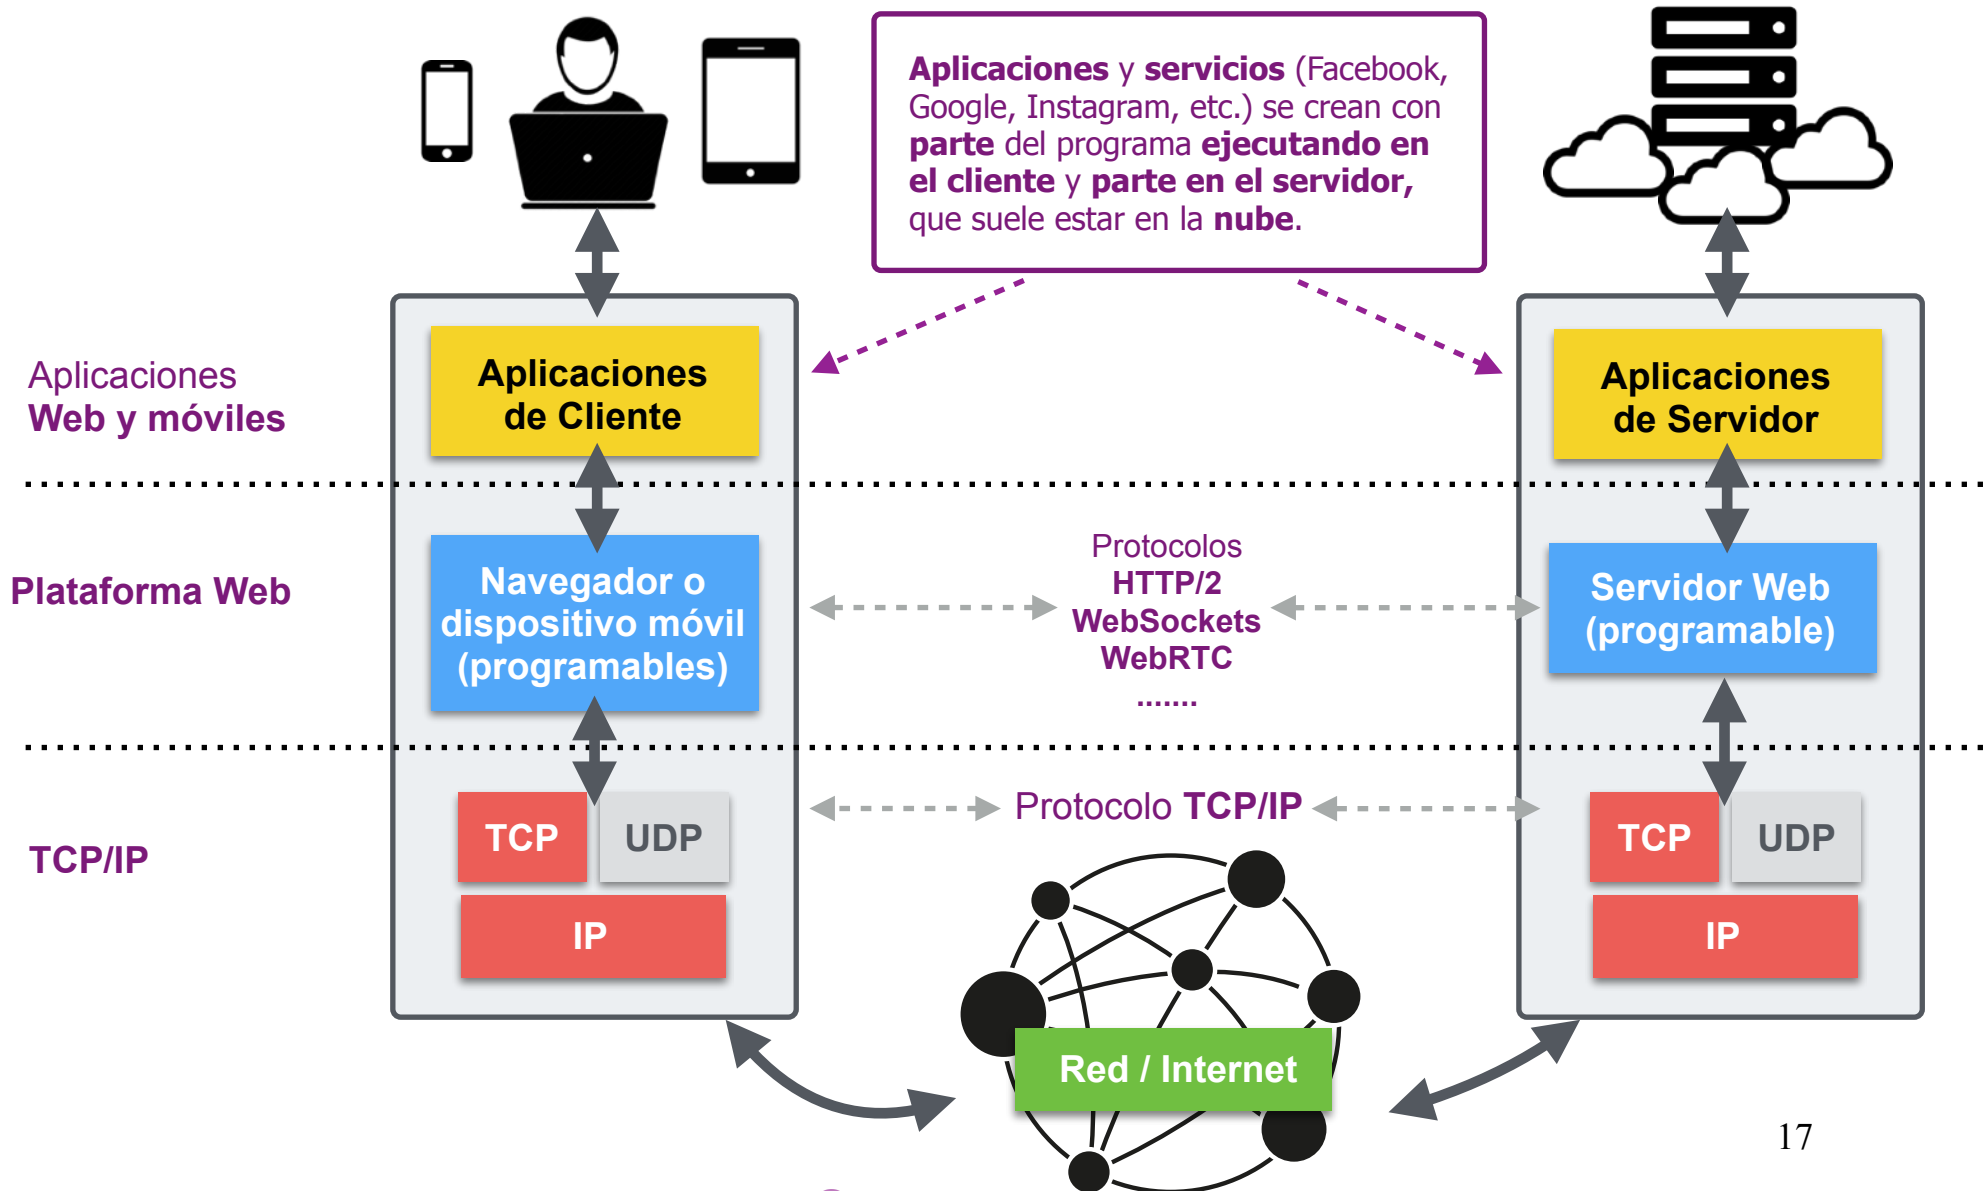 Aplicaciones y servicios (Facebook,
Google, Instagram, etc.) se crean con
parte del programa ejecutando en
el cliente y parte en el servidor,
que suele estar en la nube.
Aplicaciones
Web y móviles
Aplicaciones
de Cliente
Aplicaciones
de Servidor
Plataforma Web
Navegador o
dispositivo móvil
(programables)
Protocolos
HTTP/2
WebSockets
WebRTC
.......
Servidor Web
(programable)
TCP/IP
TCP
UDP
IP
Protocolo TCP/IP
TCP
UDP
IP
Red / Internet
17